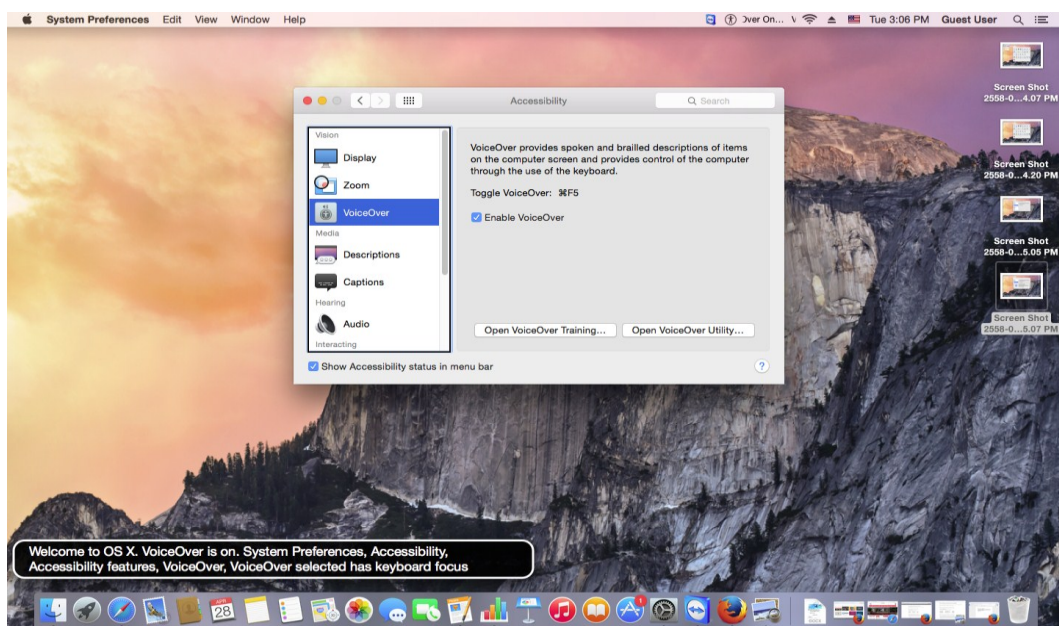 System Preferences Edit View Window Help
Over On... Tue 3:06 PM Guest User
Screen Shot
2558-0...4.07 PM
Screen Shot
2558-0...4.20 PM
Screen Shot
2558-0...5.05 PM
Screen Shot
2558-0...5.07 PM
Accessibility
Search
Vision
Display
Zoom
VoiceOver
Media
Descriptions
Captions
Hearing
Audio
Interacting
VoiceOver provides spoken and brailled descriptions of items
on the computer screen and provides control of the computer
through the use of the keyboard.
Toggle VoiceOver: ⌘F5
Enable VoiceOver
Open VoiceOver Training... Open VoiceOver Utility...
Show Accessibility status in menu bar
?
Welcome to OS X. VoiceOver is on. System Preferences, Accessibility,
Accessibility features, VoiceOver, VoiceOver selected has keyboard focus
APR
28
1